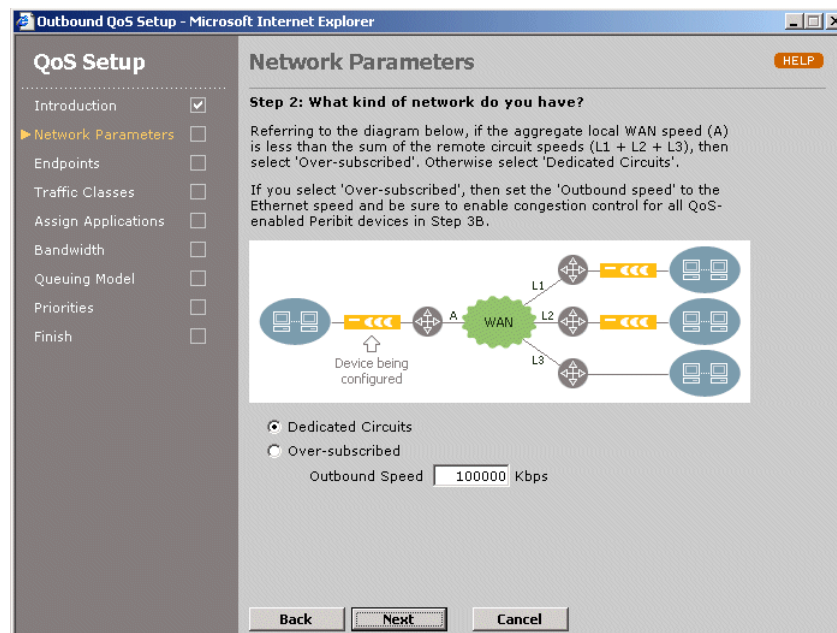 Outbound QoS Setup - Microsoft Internet Explorer
QoS Setup
Introduction
Network Parameters
Endpoints
Traffic Classes
Assign Applications
Bandwidth
Queuing Model
Priorities
Finish
Network Parameters
HELP
Step 2: What kind of network do you have?
Referring to the diagram below, if the aggregate local WAN speed (A)
is less than the sum of the remote circuit speeds (L1 + L2 + L3), then
select 'Over-subscribed'. Otherwise select 'Dedicated Circuits'.
If you select 'Over-subscribed', then set the 'Outbound speed' to the
Ethernet speed and be sure to enable congestion control for all QoS-
enabled Peribit devices in Step 3B.
L1
A
WAN
L2
L3
Device being
configured
Dedicated Circuits
Over-subscribed
Outbound Speed 100000 Kbps
Back Next Cancel